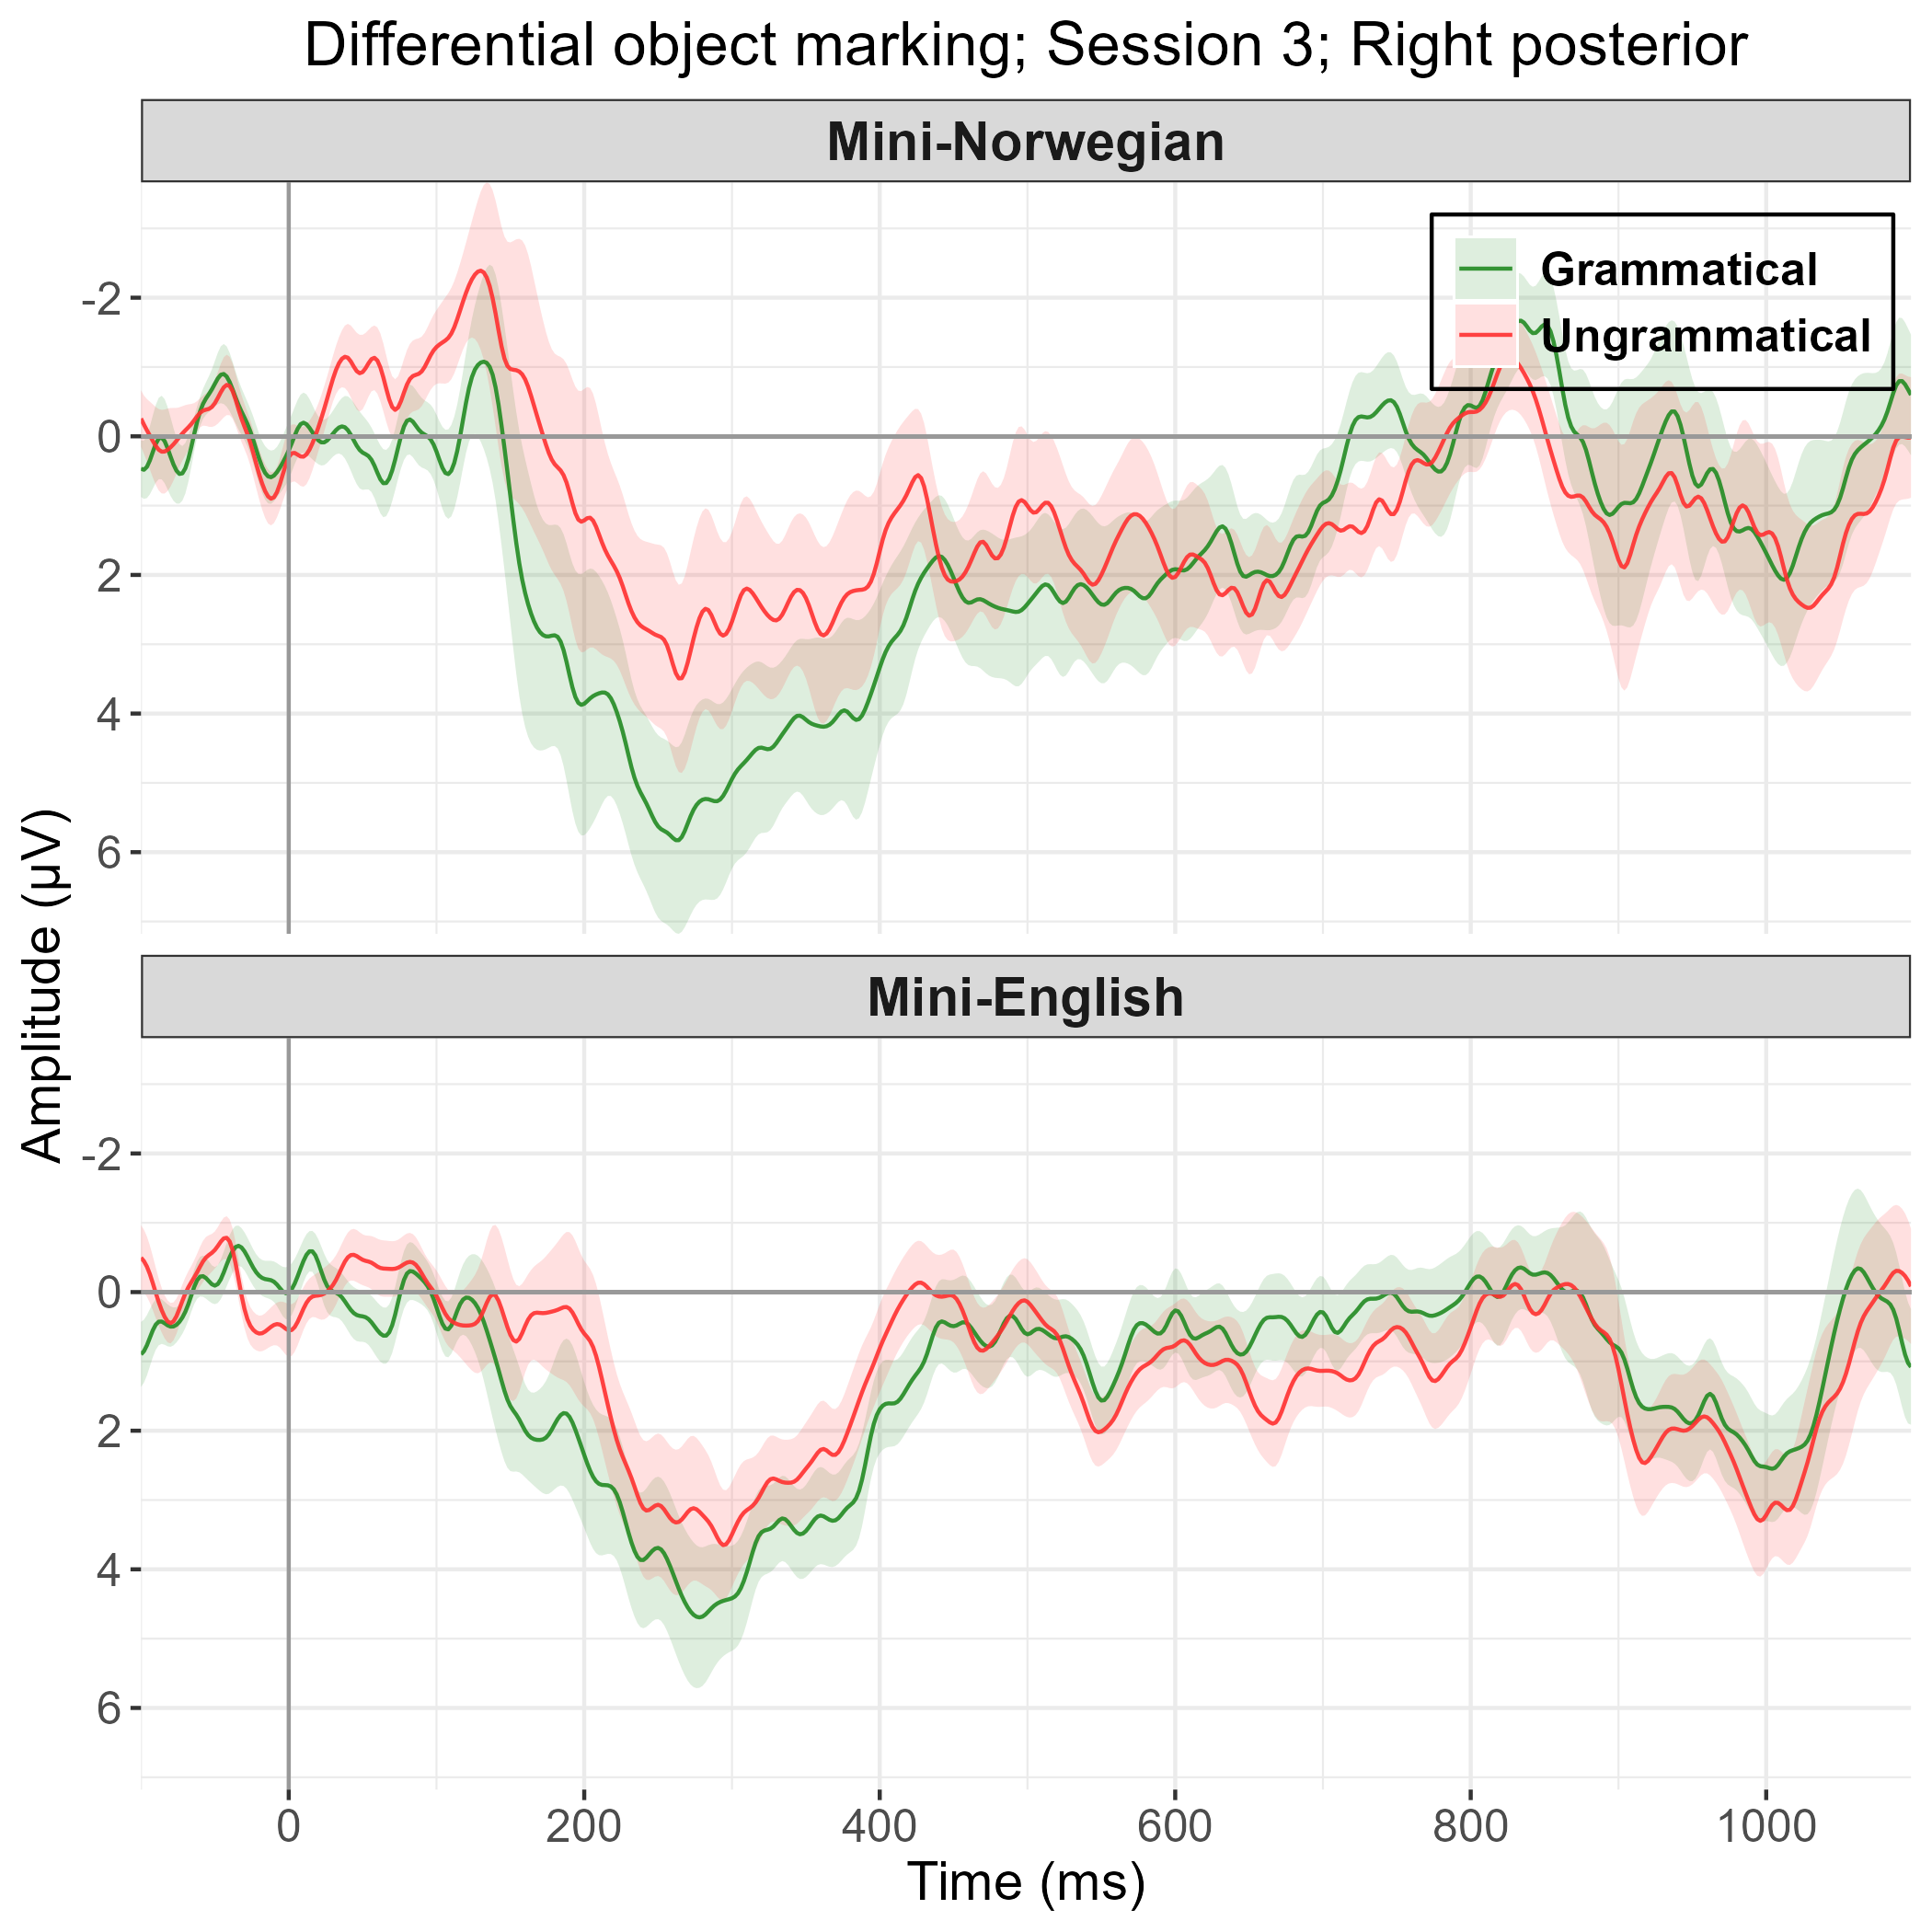 Differential object marking; Session 3; Right posterior
Mini-Norwegian
Grammatical
Ungrammatical
-2
0
2
4
6
Mini-English
-2
0
2
4
6
0 200 400 600 800 1000
Time (ms)
Amplitude (µV)